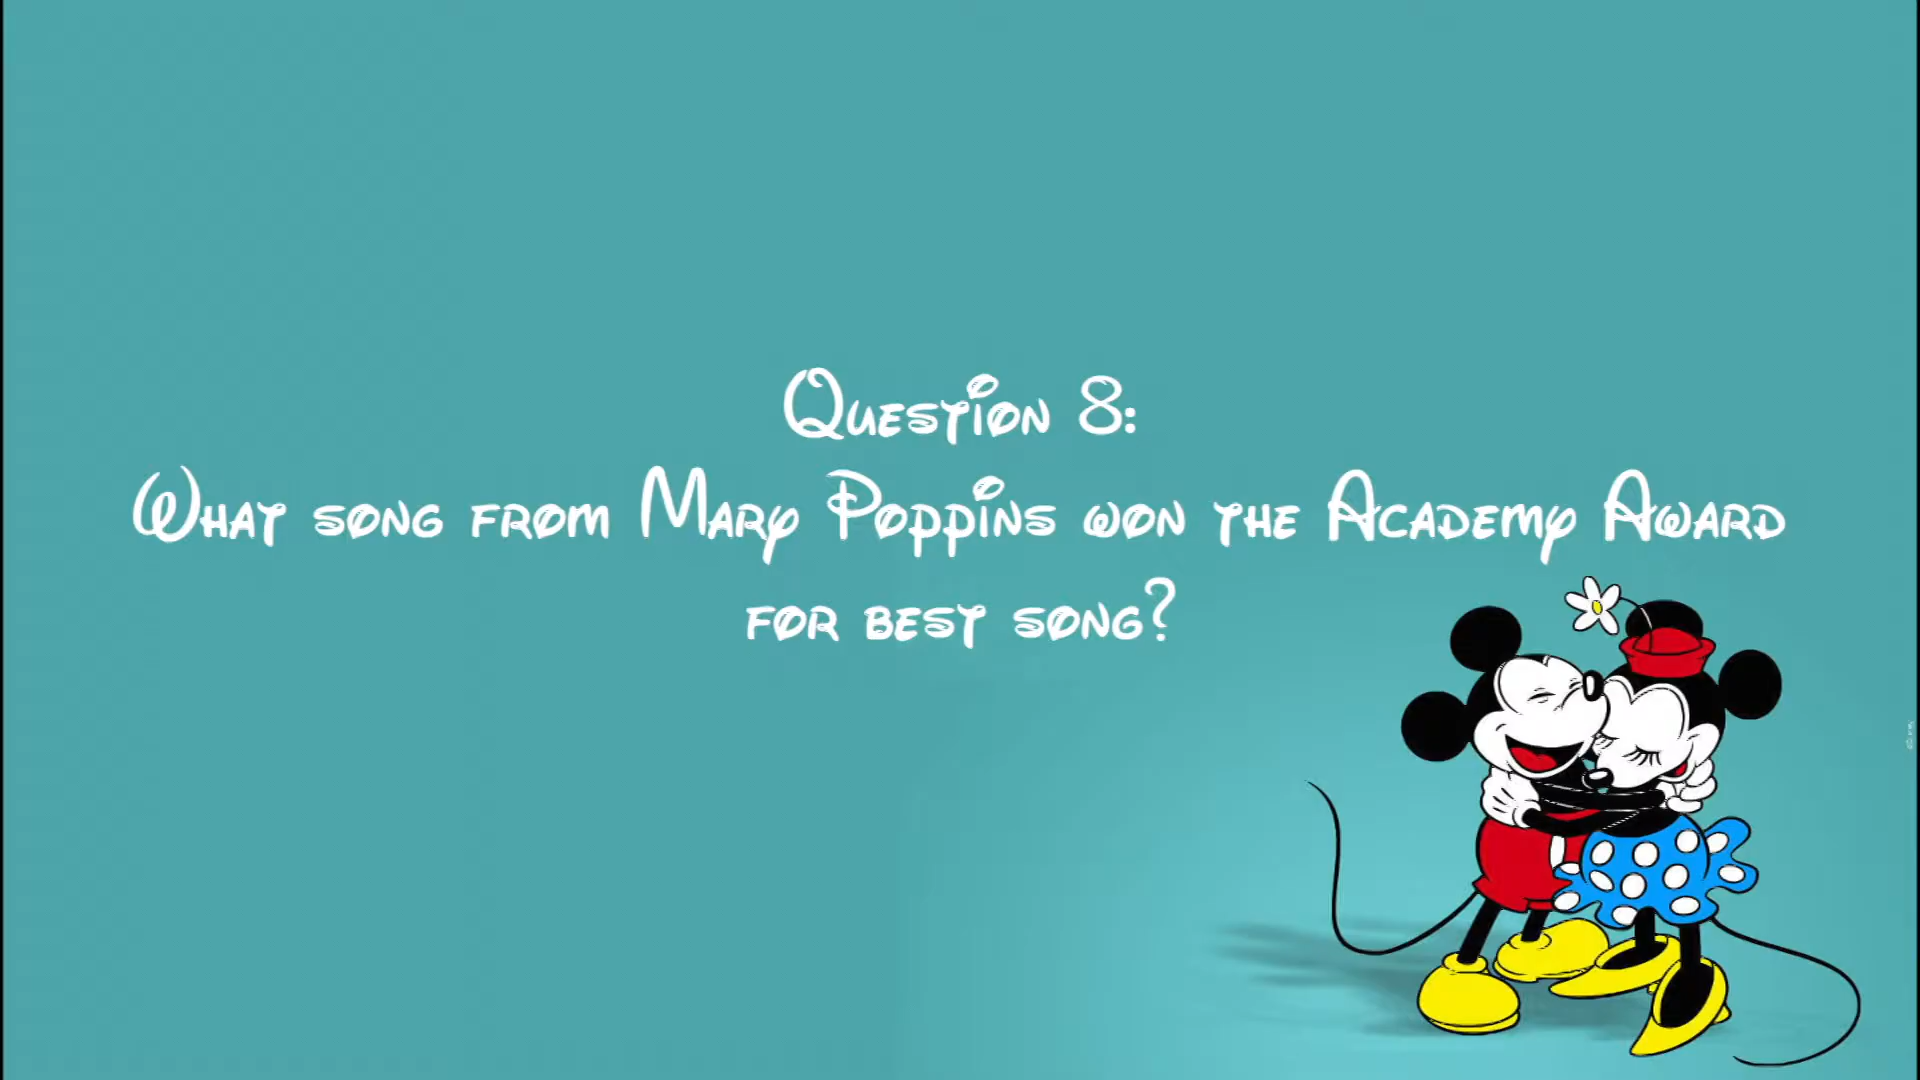 Question 8:
What song from Mary Poppins won the Academy Award
for best song?